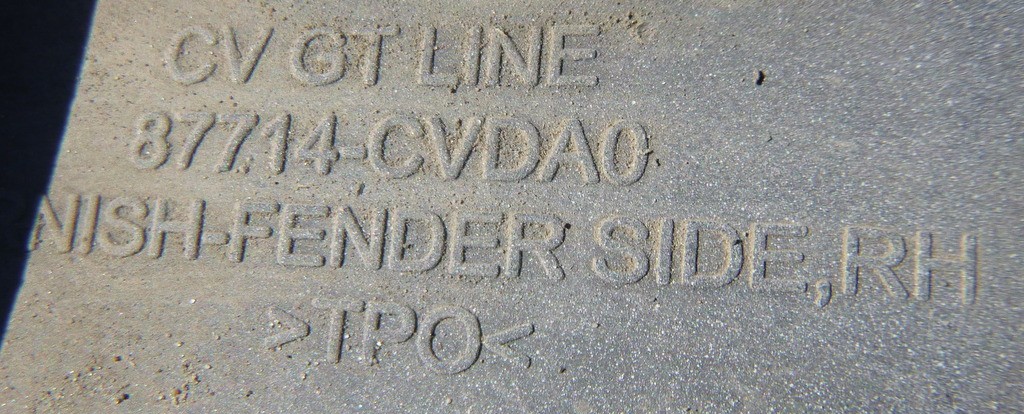 CV GT LINE
87714-CVDA0
NISH-FENDER SIDE,RH
>TPO<